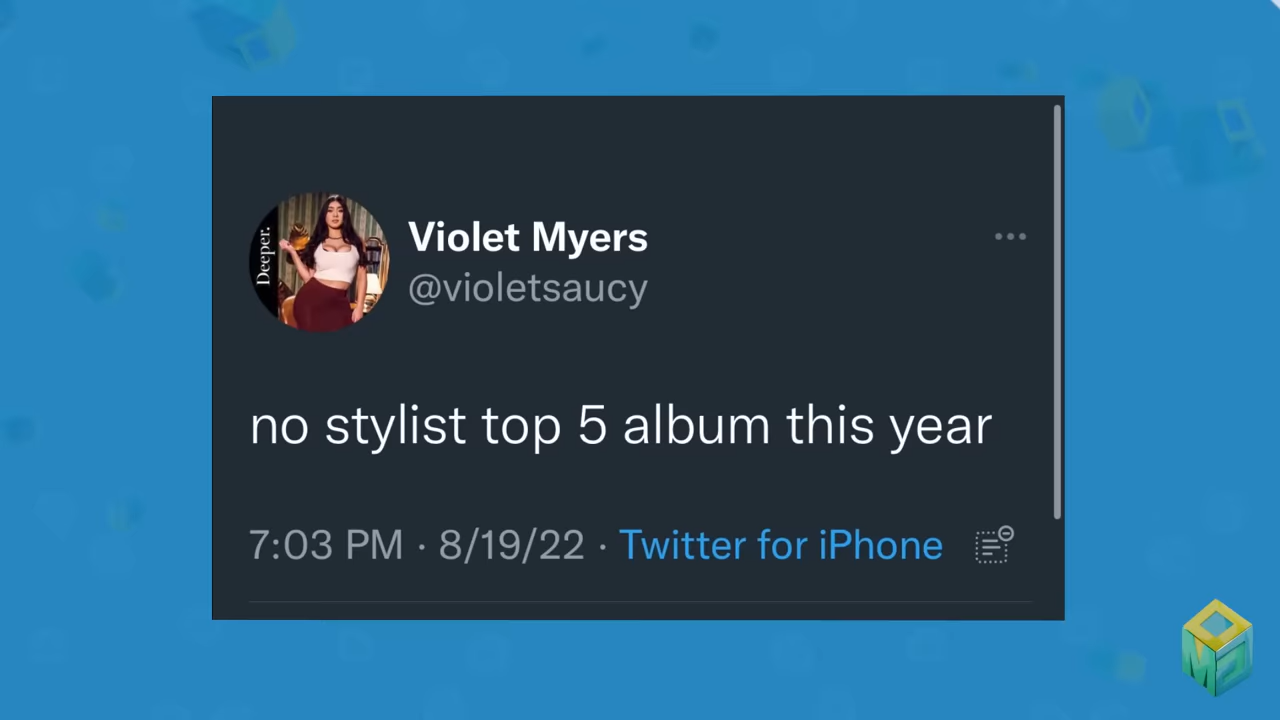 Deeper.
Violet Myers
@violetsaucy
no stylist top 5 album this year
7:03 PM · 8/19/22 · Twitter for iPhone